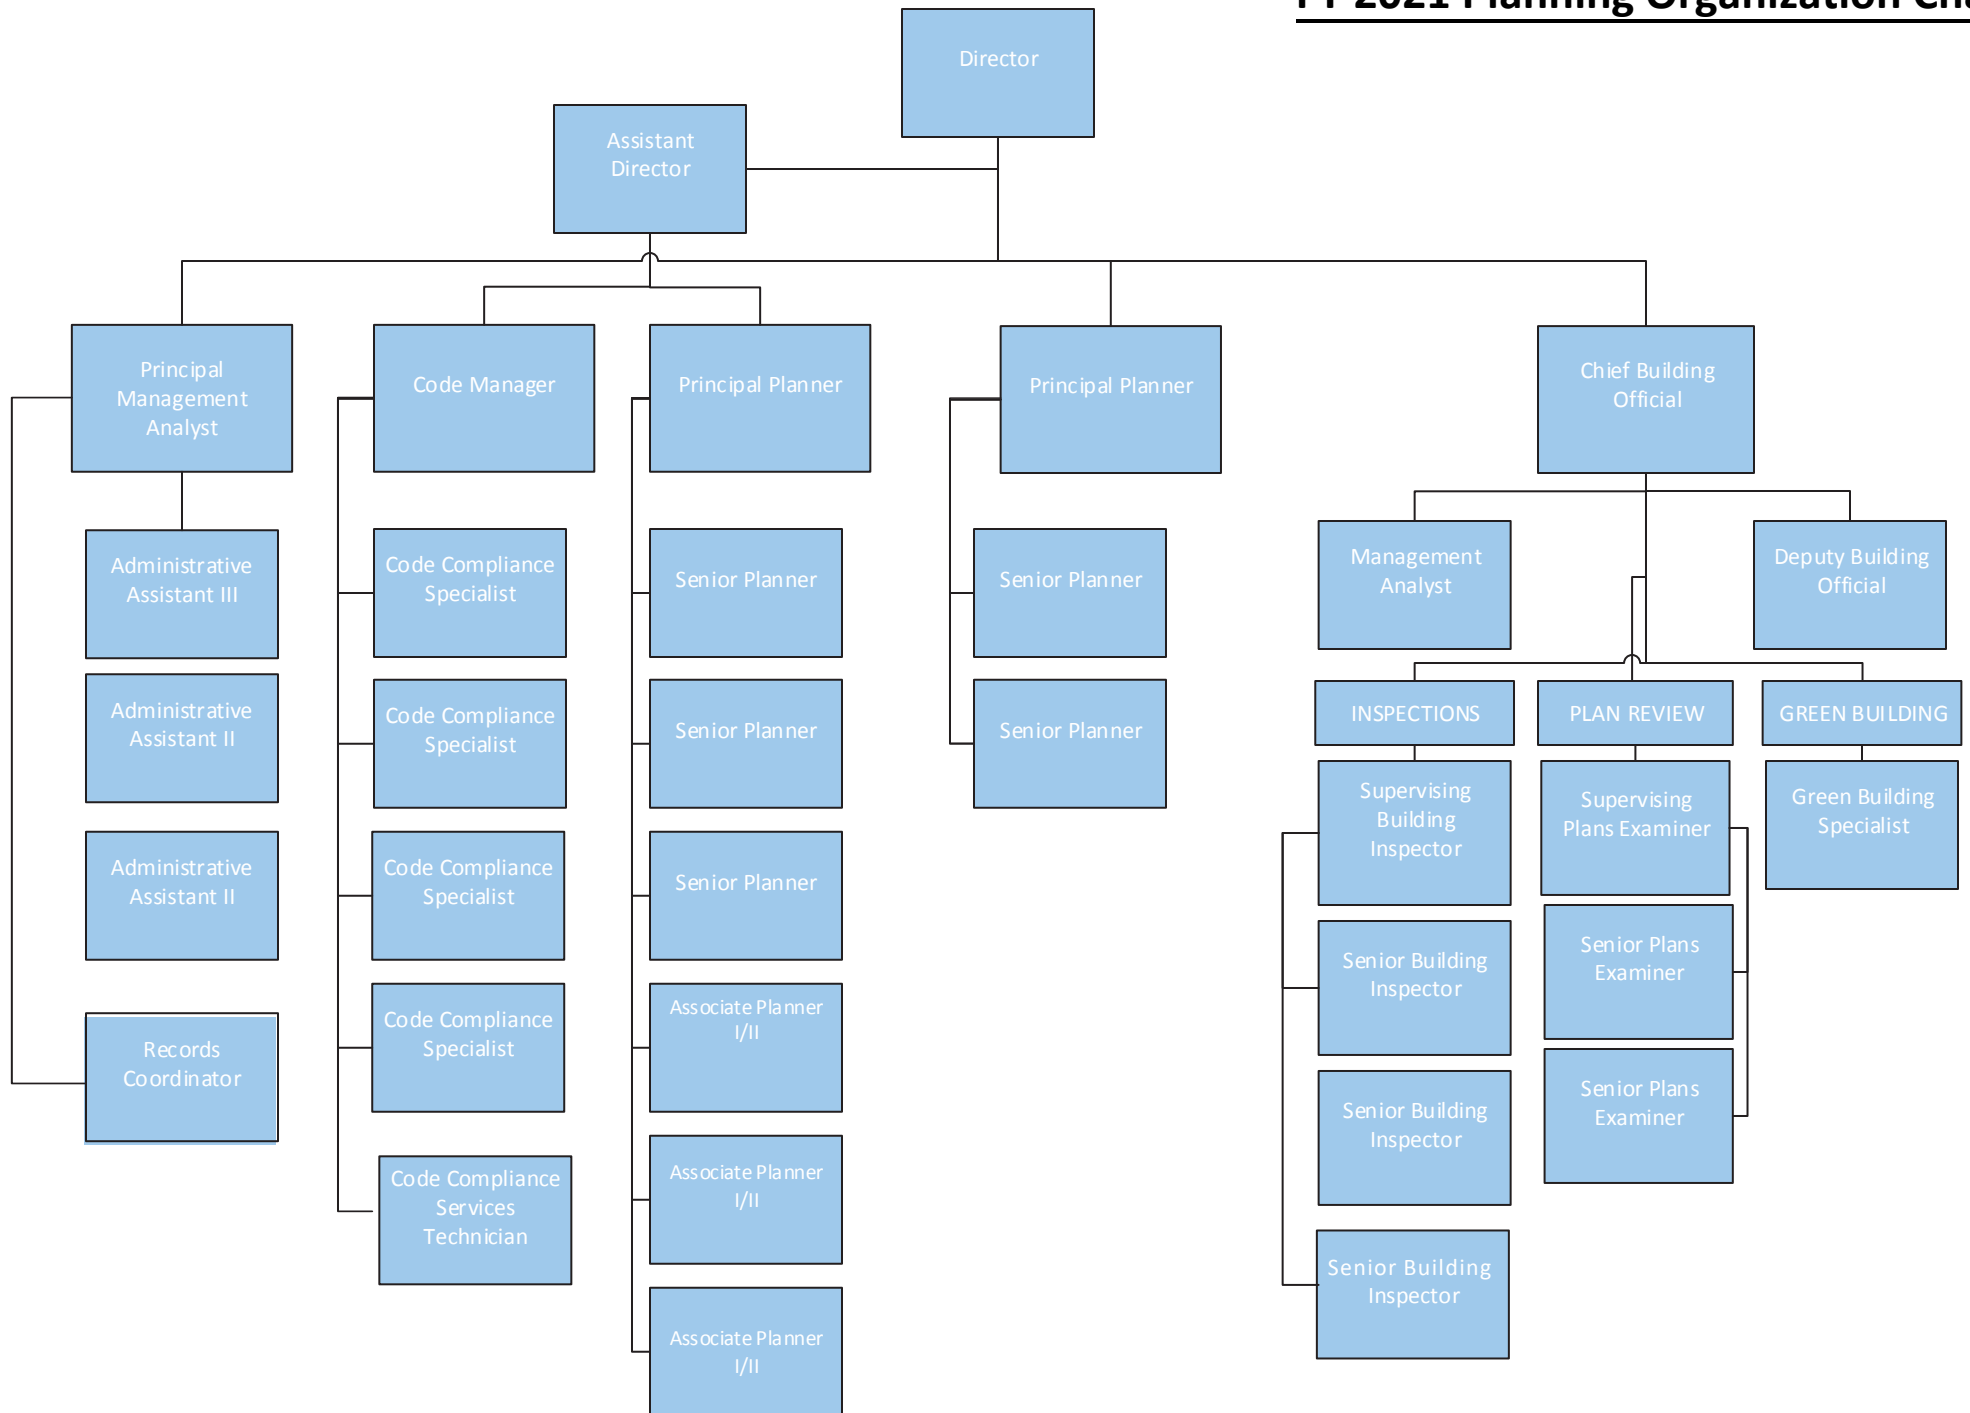 FY 2021 Planning Organization
Director
Assistant
Director
Principal
Management
Analyst
Code Manager
Principal Planner
Principal Planner
Chief Building
Official
Administrative
Assistant III
Administrative
Assistant II
Administrative
Assistant II
Records
Coordinator
Code Compliance
Specialist
Code Compliance
Specialist
Code Compliance
Specialist
Code Compliance
Specialist
Code Compliance
Services
Technician
Senior Planner
Senior Planner
Senior Planner
Associate Planner
I/II
Associate Planner
I/II
Associate Planner
I/II
Senior Planner
Senior Planner
Management
Analyst
Deputy Building
Official
INSPECTIONS
PLAN REVIEW
GREEN BUILDING
Supervising
Building
Inspector
Senior Building
Inspector
Senior Building
Inspector
Senior Building
Inspector
Supervising
Plans Examiner
Senior Plans
Examiner
Senior Plans
Examiner
Green Building
Specialist